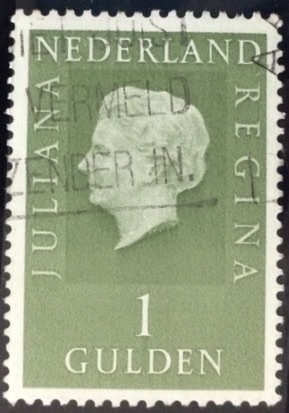 NEDERLAND
JULIANA
REGINA
VERMELD
ZENDER IN.
1
GULDEN